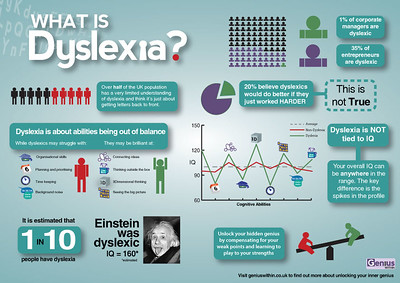 WHAT IS
Dyslexia?
1% of corporate
managers are
dyslexic
35% of
entrepreneurs
are dyslexic
Over half of the UK population
has a very limited understanding
of dyslexia and think it's just about
getting letters back to front.
20% believe dyslexics
would do better if they
just worked HARDER
This is
not True
Dyslexia is about abilities being out of balance
While dyslexics may struggle with:
They may be brilliant at:
Organisational skills
Connecting ideas
Planning and prioritising
Thinking outside the box
Time keeping
3Dimensional thinking
Background noise
Seeing the big picture
Average
Non Dyslexic
Dyslexic
150
100
50
0
IQ
Cognitive Abilities
Dyslexia is NOT
tied to IQ
Your overall IQ can
be anywhere in the
range. The key
difference is the
spikes in the profile
It is estimated that
1 IN 10
people have dyslexia
Einstein
was
dyslexic
IQ = 160*
*estimated
Unlock your hidden genius
by compensating for your
weak points and learning to
play to your strengths
Genius
Visit geniuswithin.co.uk to find out more about unlocking your inner genius